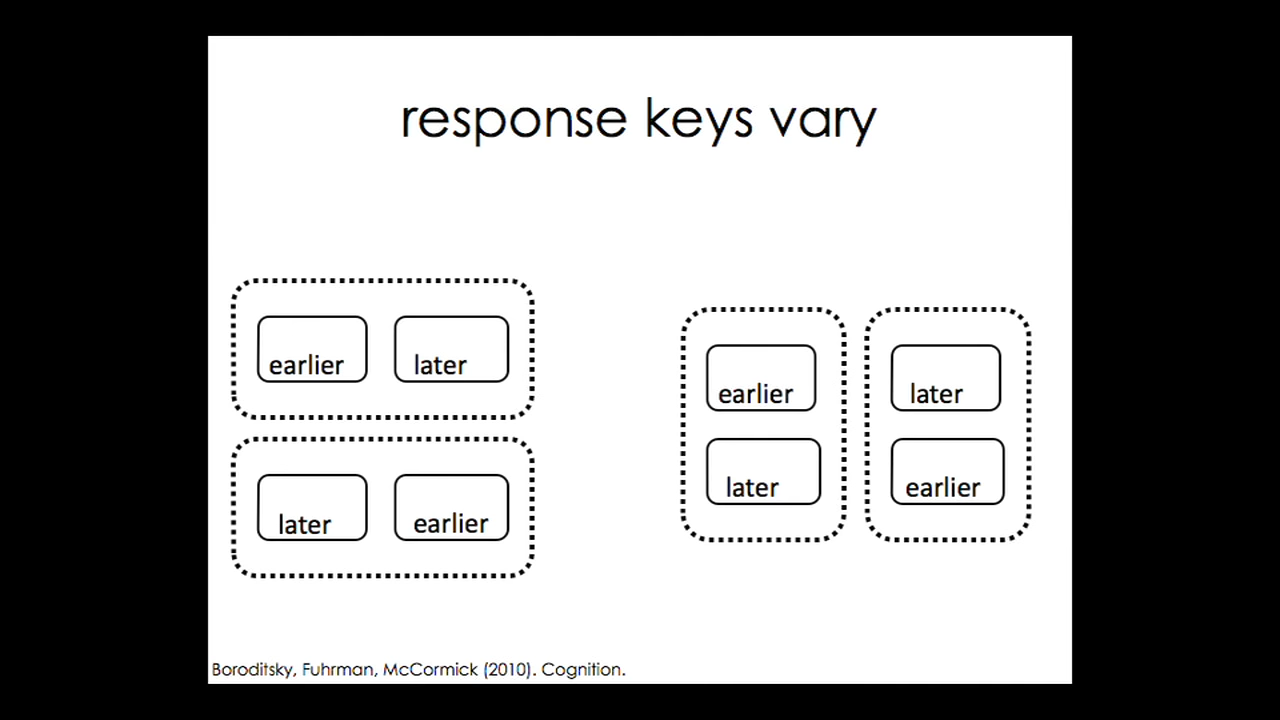 response keys vary
earlier later
later earlier
earlier
later
later
earlier
Boroditsky, Fuhrman, McCormick (2010). Cognition.